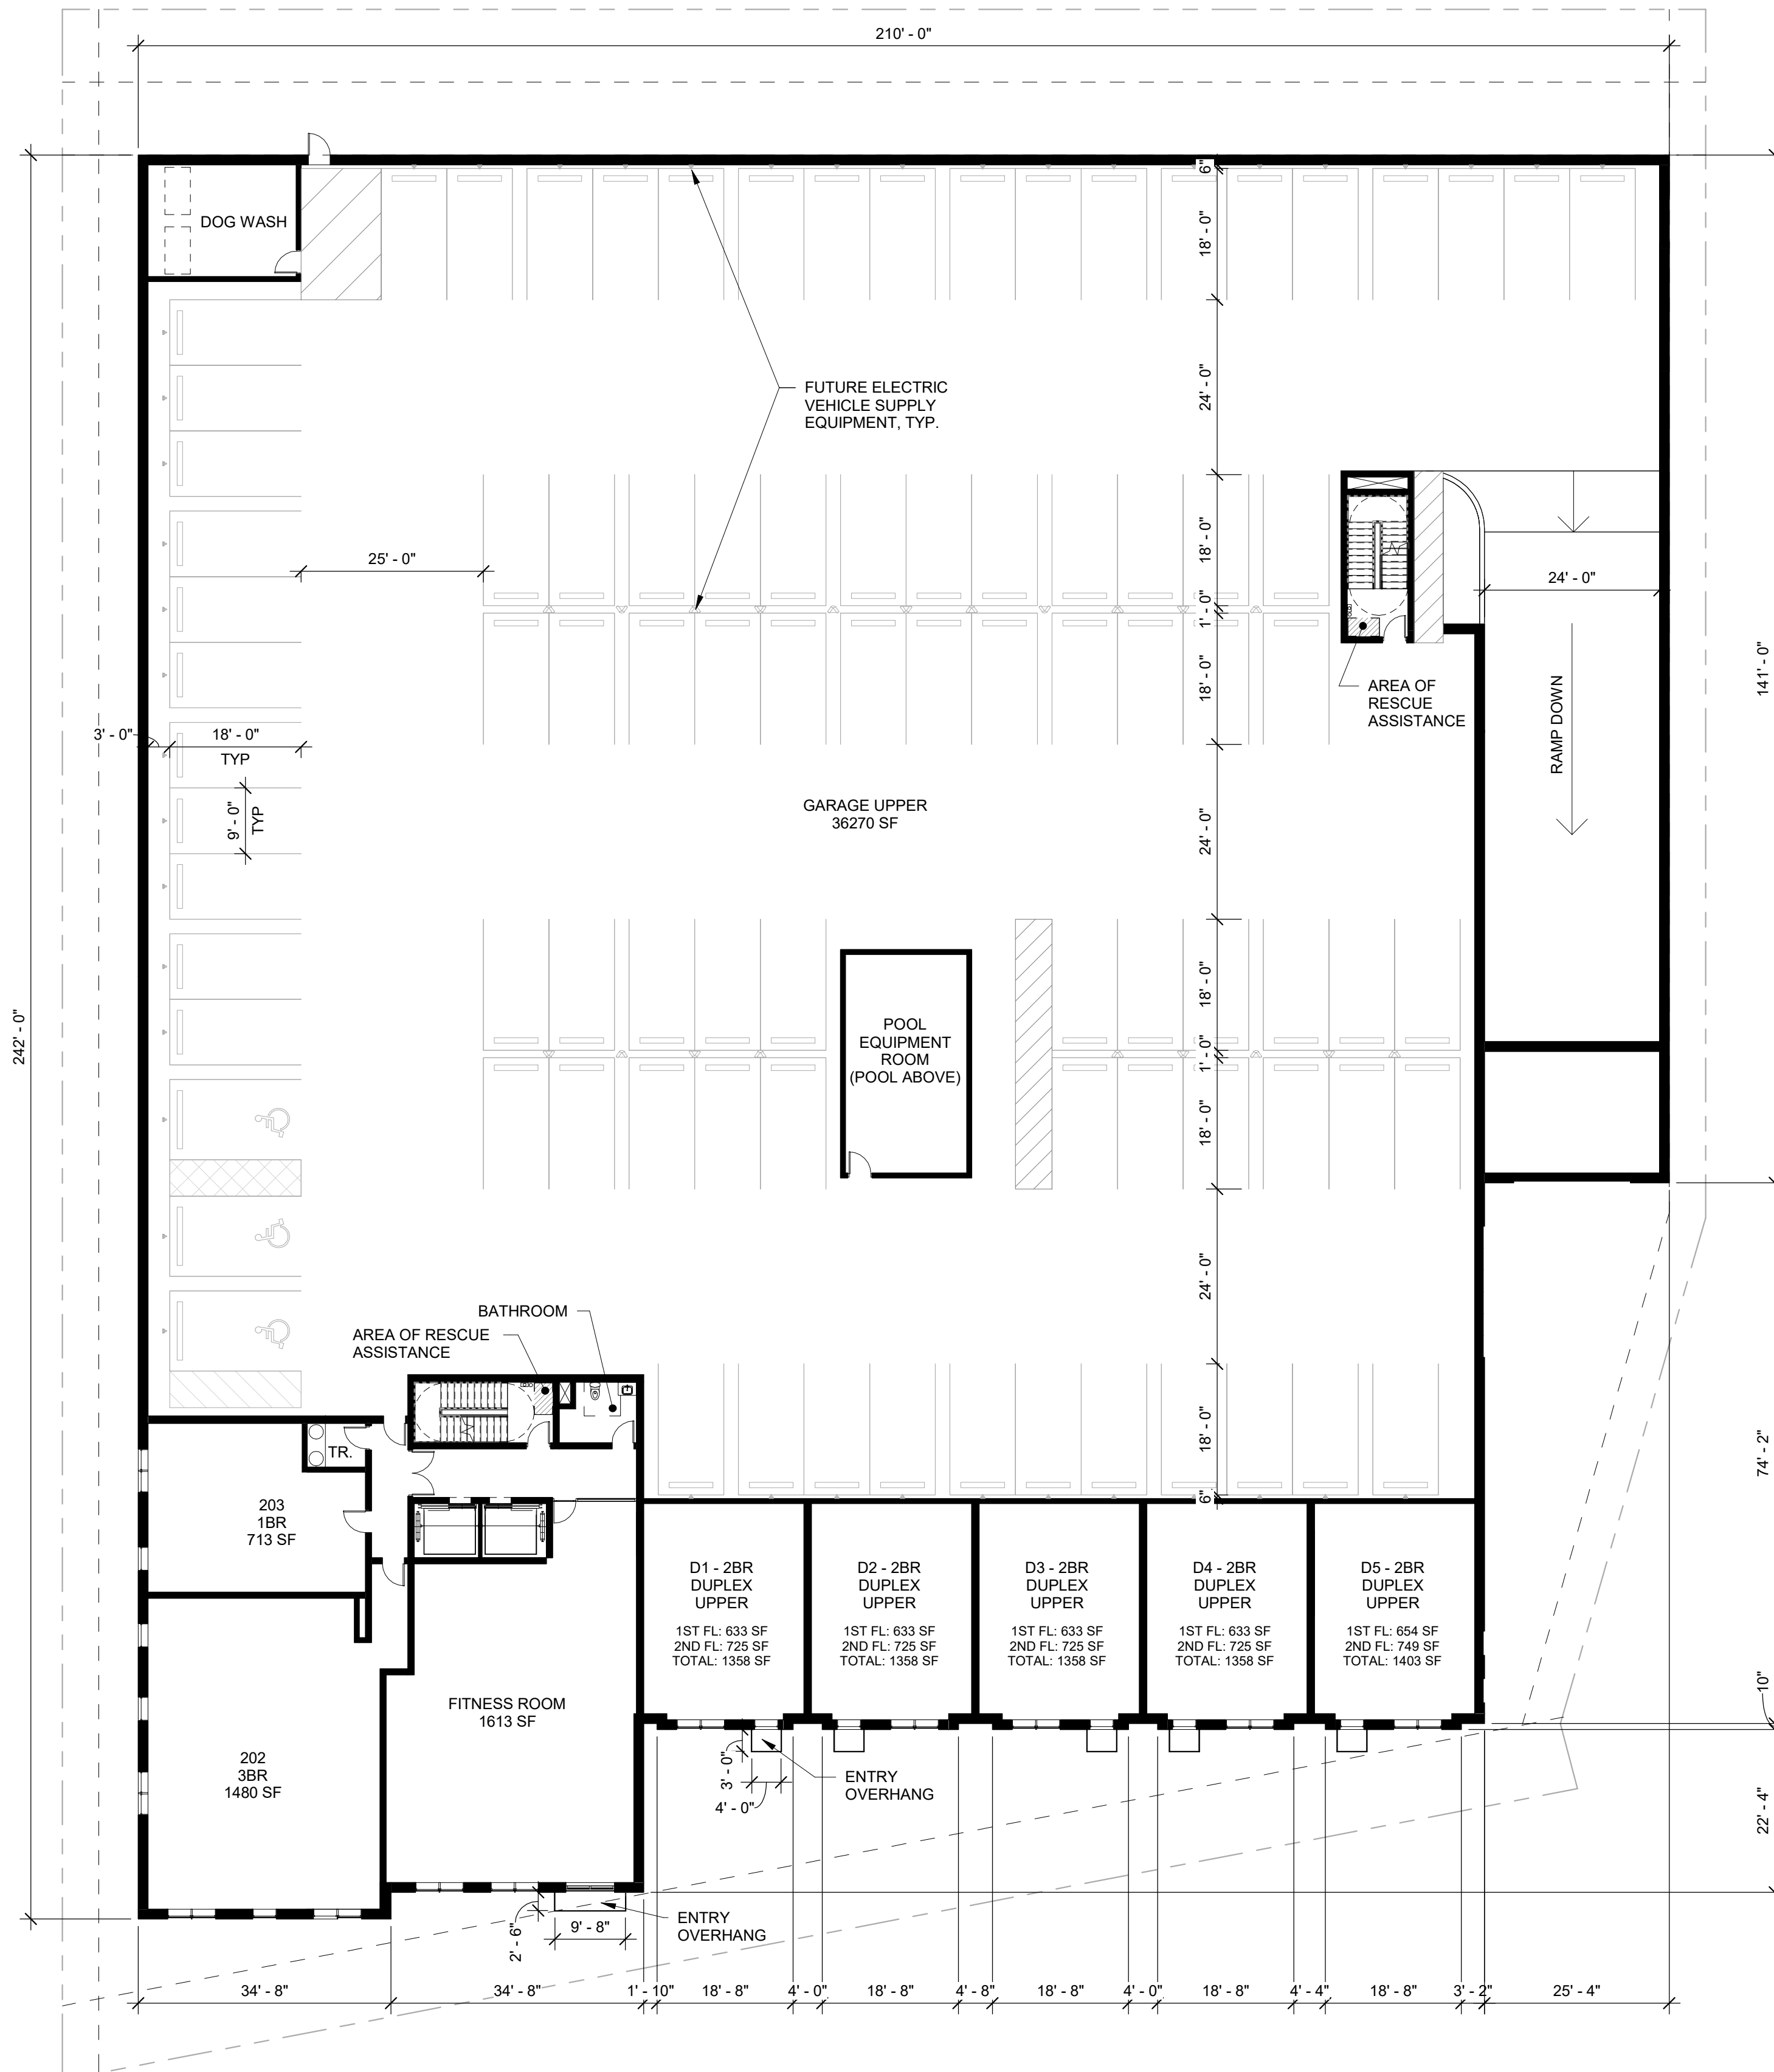 210' - 0"
DOG WASH
6"
18' - 0"
24' - 0"
FUTURE ELECTRIC
VEHICLE SUPPLY
EQUIPMENT, TYP.
25' - 0"
18' - 0"
1' - 0"
18' - 0"
24' - 0"
141' - 0"
AREA OF
RESCUE
ASSISTANCE
RAMP DOWN
3' - 0"
18' - 0"
TYP
9' - 0"
TYP
GARAGE UPPER
36270 SF
24' - 0"
242' - 0"
18' - 0"
1' - 0"
18' - 0"
POOL
EQUIPMENT
ROOM
(POOL ABOVE)
24' - 0"
BATHROOM
AREA OF RESCUE
ASSISTANCE
18' - 0"
6"
74' - 2"
TR.
203
1BR
713 SF
D1 - 2BR
DUPLEX
UPPER
1ST FL: 633 SF
2ND FL: 725 SF
TOTAL: 1358 SF
D2 - 2BR
DUPLEX
UPPER
1ST FL: 633 SF
2ND FL: 725 SF
TOTAL: 1358 SF
D3 - 2BR
DUPLEX
UPPER
1ST FL: 633 SF
2ND FL: 725 SF
TOTAL: 1358 SF
D4 - 2BR
DUPLEX
UPPER
1ST FL: 633 SF
2ND FL: 725 SF
TOTAL: 1358 SF
D5 - 2BR
DUPLEX
UPPER
1ST FL: 654 SF
2ND FL: 749 SF
TOTAL: 1403 SF
10"
FITNESS ROOM
1613 SF
202
3BR
1480 SF
3' - 0"
4' - 0"
ENTRY
OVERHANG
22' - 4"
2' - 6"
9' - 8"
ENTRY
OVERHANG
34' - 8"
34' - 8"
1' - 10"
18' - 8"
4' - 0"
18' - 8"
4' - 8"
18' - 8"
4' - 0"
18' - 8"
4' - 4"
18' - 8"
3' - 2"
25' - 4"